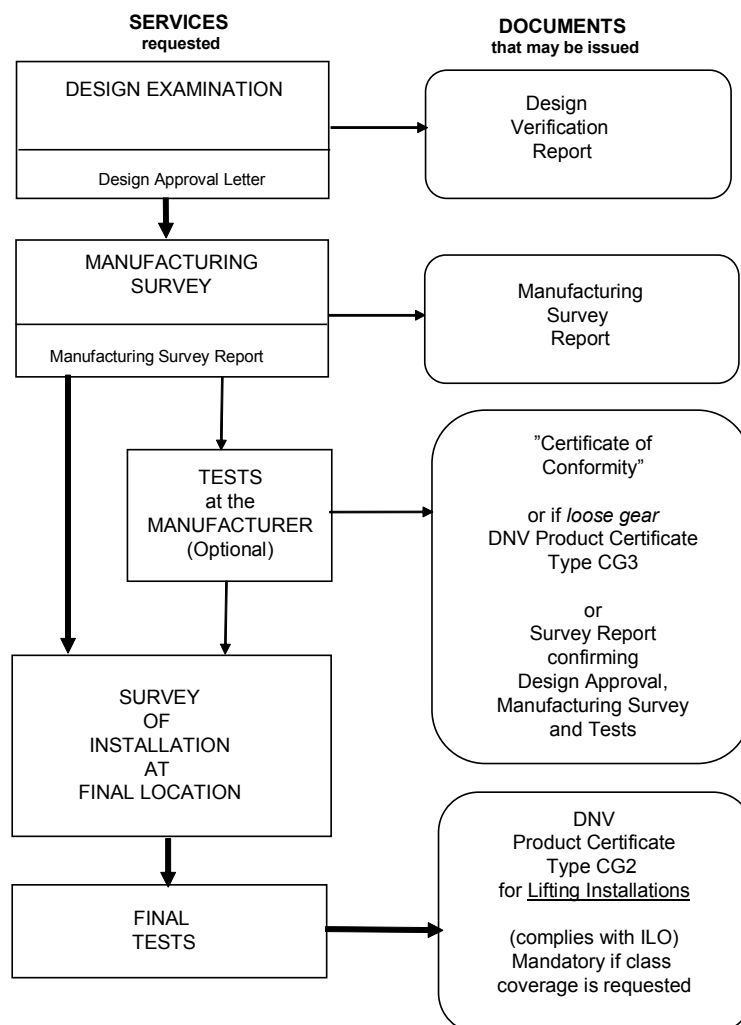 SERVICES
requested
DOCUMENTS
that may be issued
DESIGN EXAMINATION
Design Approval Letter
Design
Verification
Report
MANUFACTURING
SURVEY
Manufacturing Survey Report
Manufacturing
Survey
Report
TESTS
at the
MANUFACTURER
(Optional)
”Certificate of
Conformity”
or if loose gear
DNV Product Certificate
Type CG3
or
Survey Report
confirming
Design Approval,
Manufacturing Survey
and Tests
SURVEY
OF
INSTALLATION
AT
FINAL LOCATION
FINAL
TESTS
DNV
Product Certificate
Type CG2
for Lifting Installations
(complies with ILO)
Mandatory if class
coverage is requested